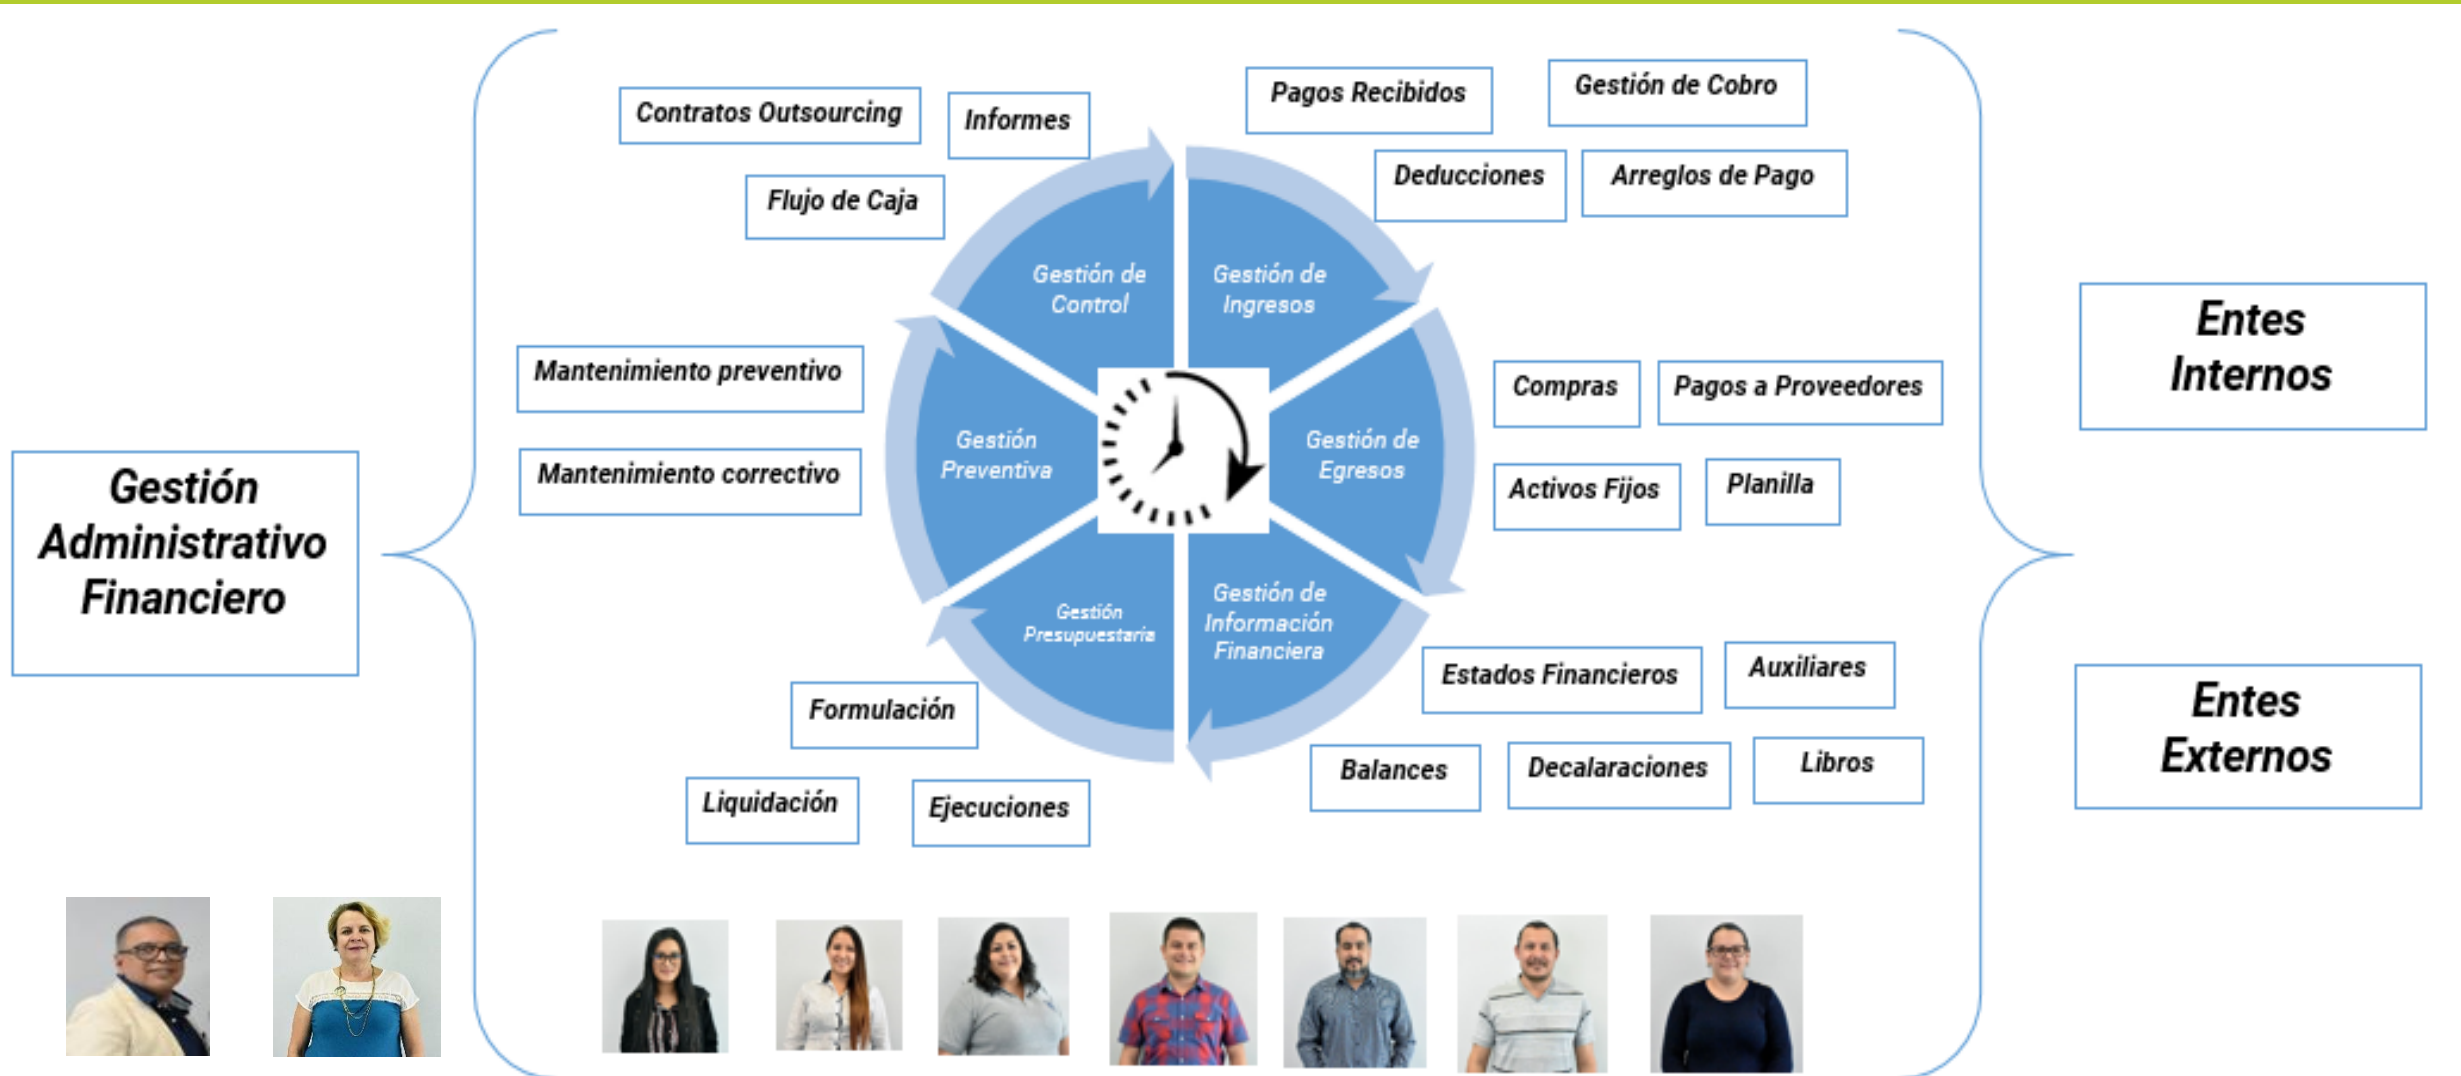 Gestión
Administrativo
Financiero
Contratos Outsourcing
Informes
Flujo de Caja
Pagos Recibidos
Gestión de Cobro
Deducciones
Arreglos de Pago
Gestión de
Control
Gestión de
Ingresos
Mantenimiento preventivo
Mantenimiento correctivo
Gestión
Preventiva
Gestión de
Egresos
Compras
Pagos a Proveedores
Activos Fijos
Planilla
Gestión
Presupuestaria
Gestión de
Información
Financiera
Formulación
Liquidación
Ejecuciones
Estados Financieros
Auxiliares
Balances
Decalaraciones
Libros
Entes
Internos
Entes
Externos